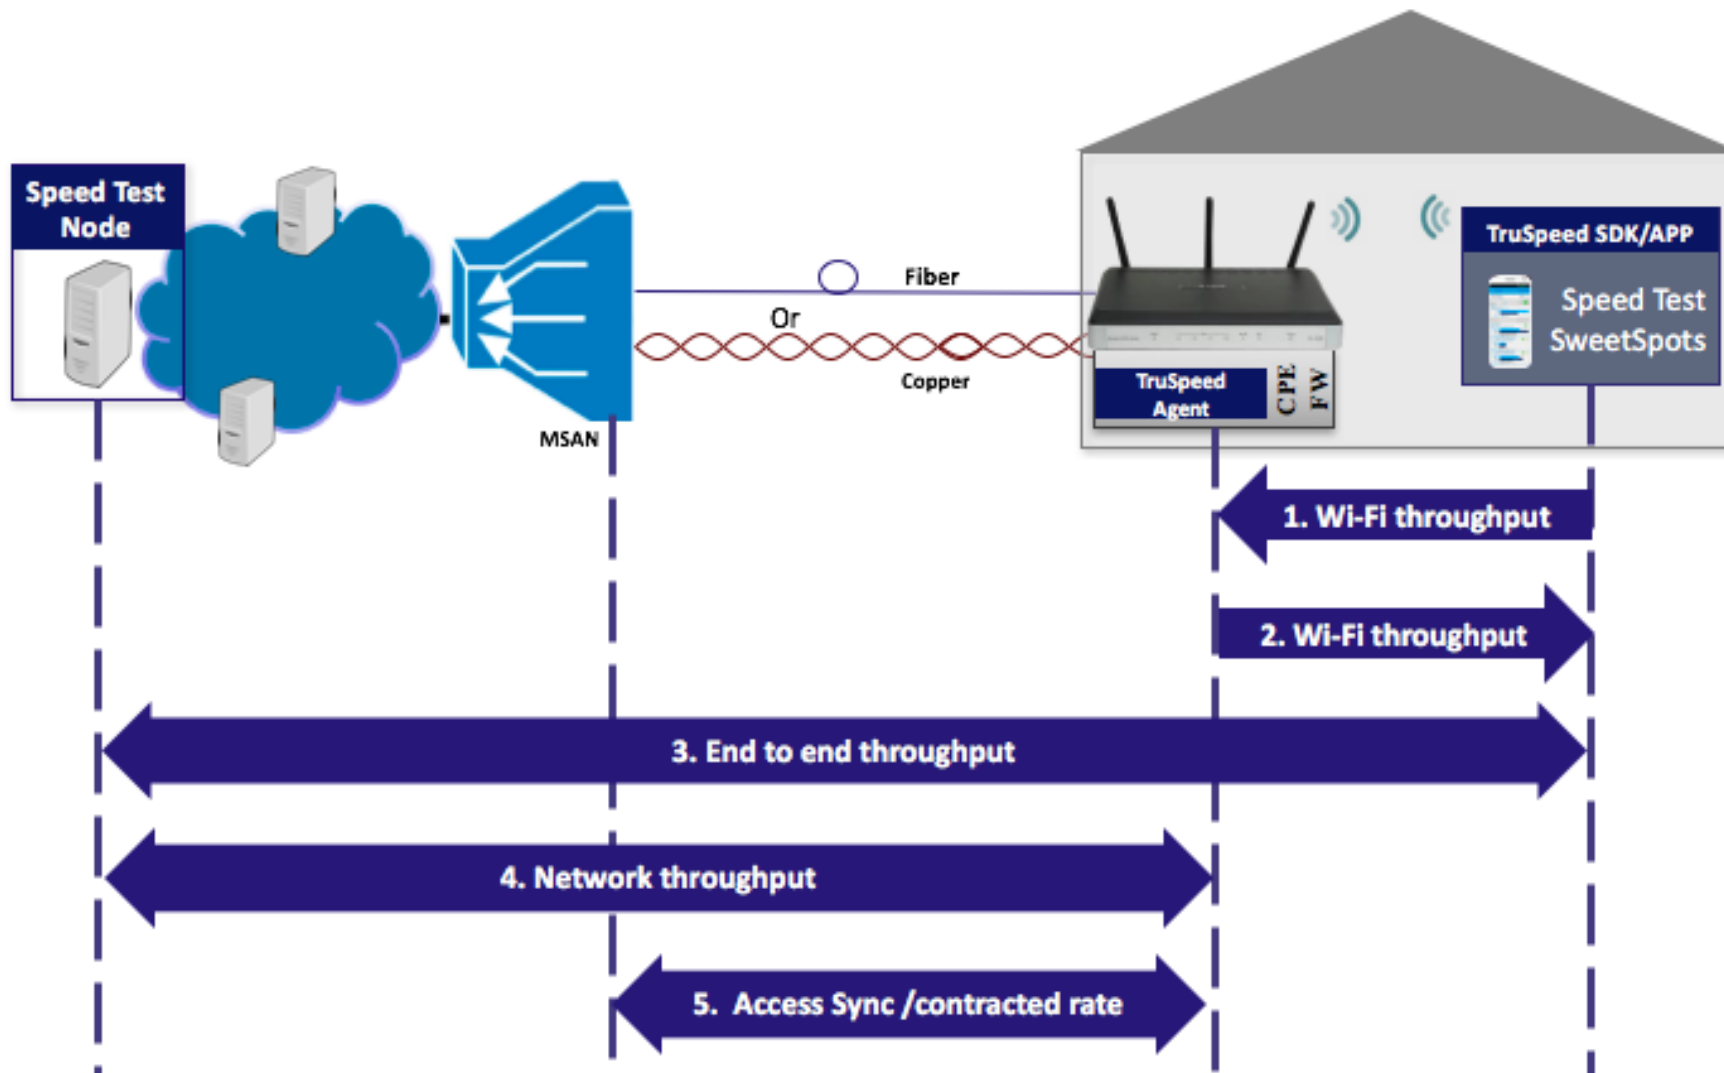 Speed Test
Node
MSAN
Fiber
Or
Copper
TruSpeed
Agent
CPE
FW
TruSpeed SDK/APP
Speed Test
SweetSpots
1. Wi-Fi throughput
2. Wi-Fi throughput
3. End to end throughput
4. Network throughput
5. Access Sync /contracted rate